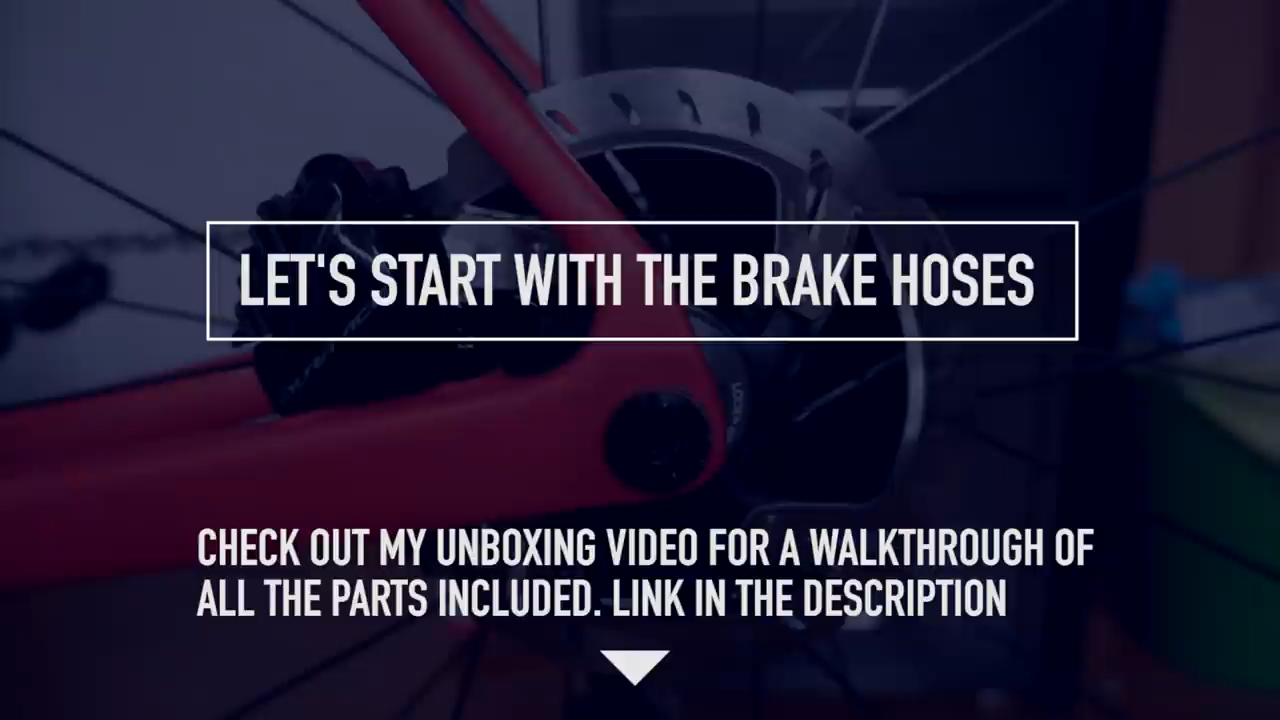 LET'S START WITH THE BRAKE HOSES
CHECK OUT MY UNBOXING VIDEO FOR A WALKTHROUGH OF
ALL THE PARTS INCLUDED. LINK IN THE DESCRIPTION